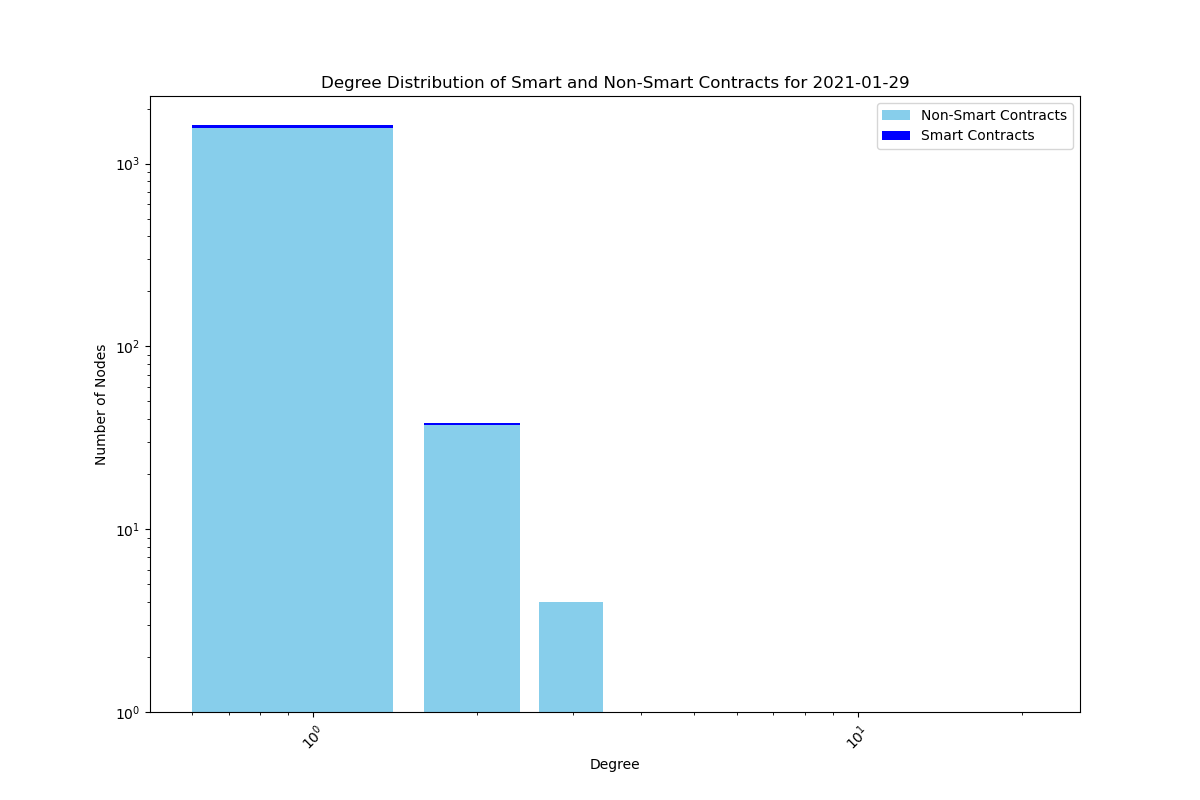 Degree Distribution of Smart and Non-Smart Contracts for 2021-01-29
Non-Smart Contracts
Smart Contracts
10³
10²
10¹
10⁰
Number of Nodes
10⁰
10¹
Degree